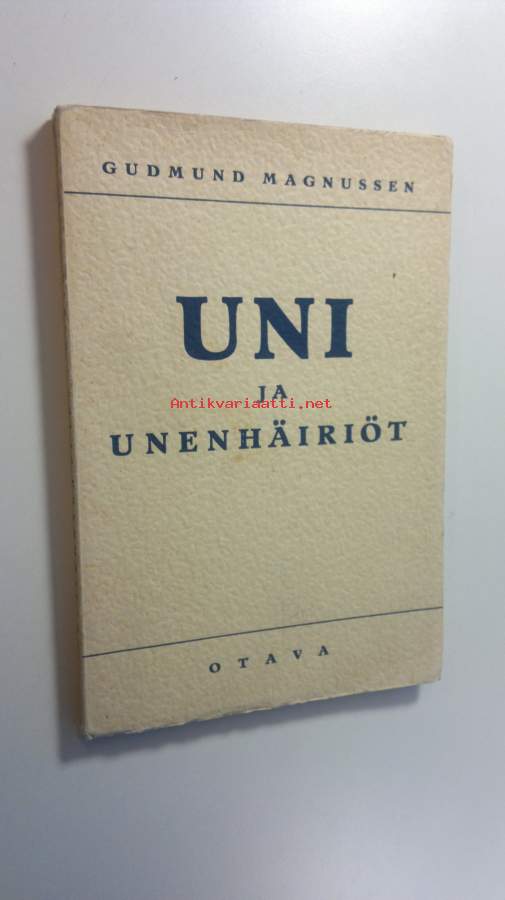 GUDMUND MAGNUSSEN
UNI
JA
Antikvariaatti.net
UNENHÄIRIÖT
OTAVA